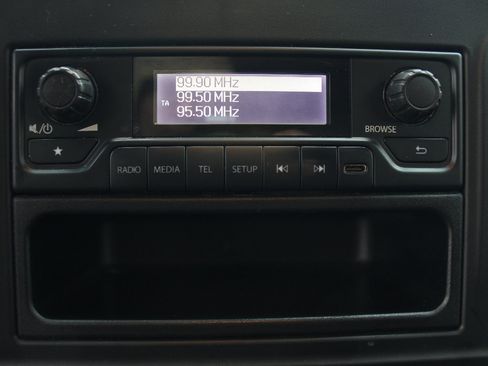 99.90 MHz
99.50 MHz
TA
95.50 MHz
BROWSE
RADIO
MEDIA
TEL
SETUP